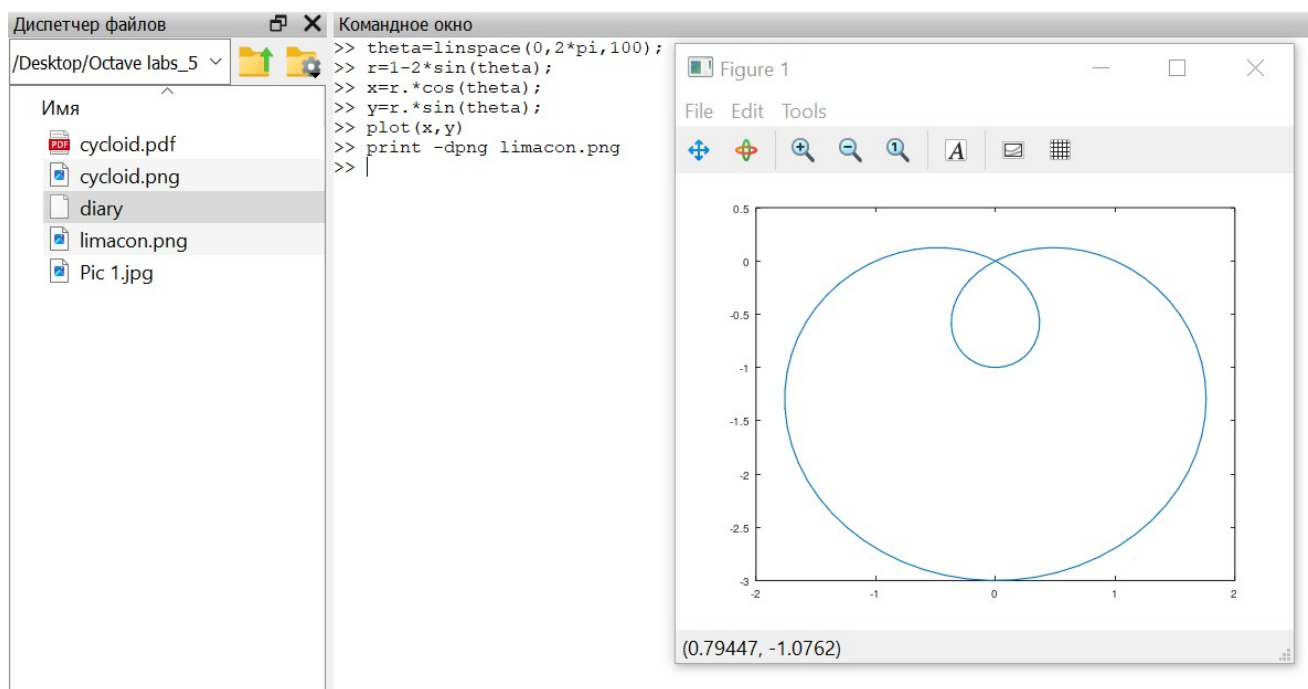 Диспетчер файлов
/Desktop/Octave labs_5
Имя
cycloid.pdf
cycloid.png
diary
limacon.png
Pic 1.jpg
Командное окно
>> theta=linspace(0,2*pi,100);
>> r=1-2*sin(theta);
>> x=r.*cos(theta);
>> y=r.*sin(theta);
>> plot(x,y)
>> print -dpng limacon.png
>>
Figure 1
File Edit Tools
A
0.5
0
-0.5
-1
-1.5
-2
-2.5
-3
-2 -1 0 1 2
(0.79447, -1.0762)